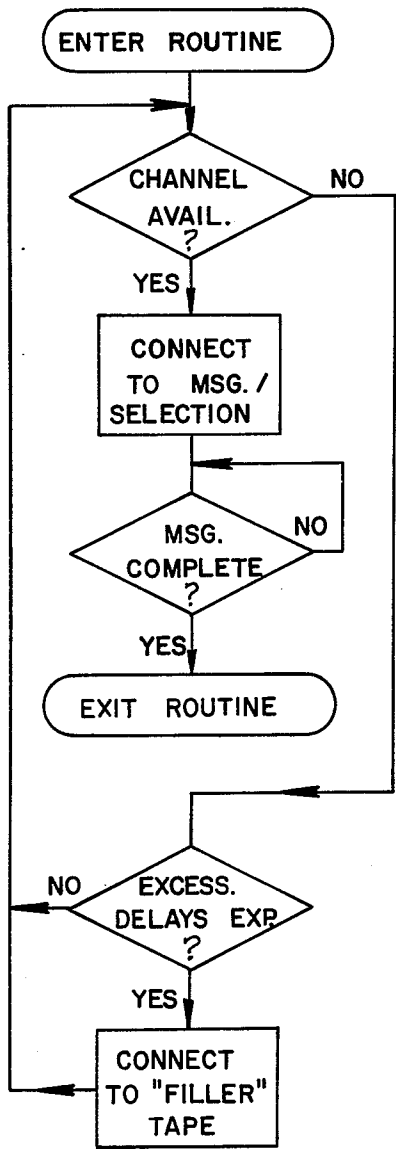 ENTER ROUTINE
CHANNEL
AVAIL.
?
NO
YES
CONNECT
TO MSG./
SELECTION
MSG.
COMPLETE
?
NO
YES
EXIT ROUTINE
EXCESS.
DELAYS EXP.
?
NO
YES
CONNECT
TO "FILLER"
TAPE